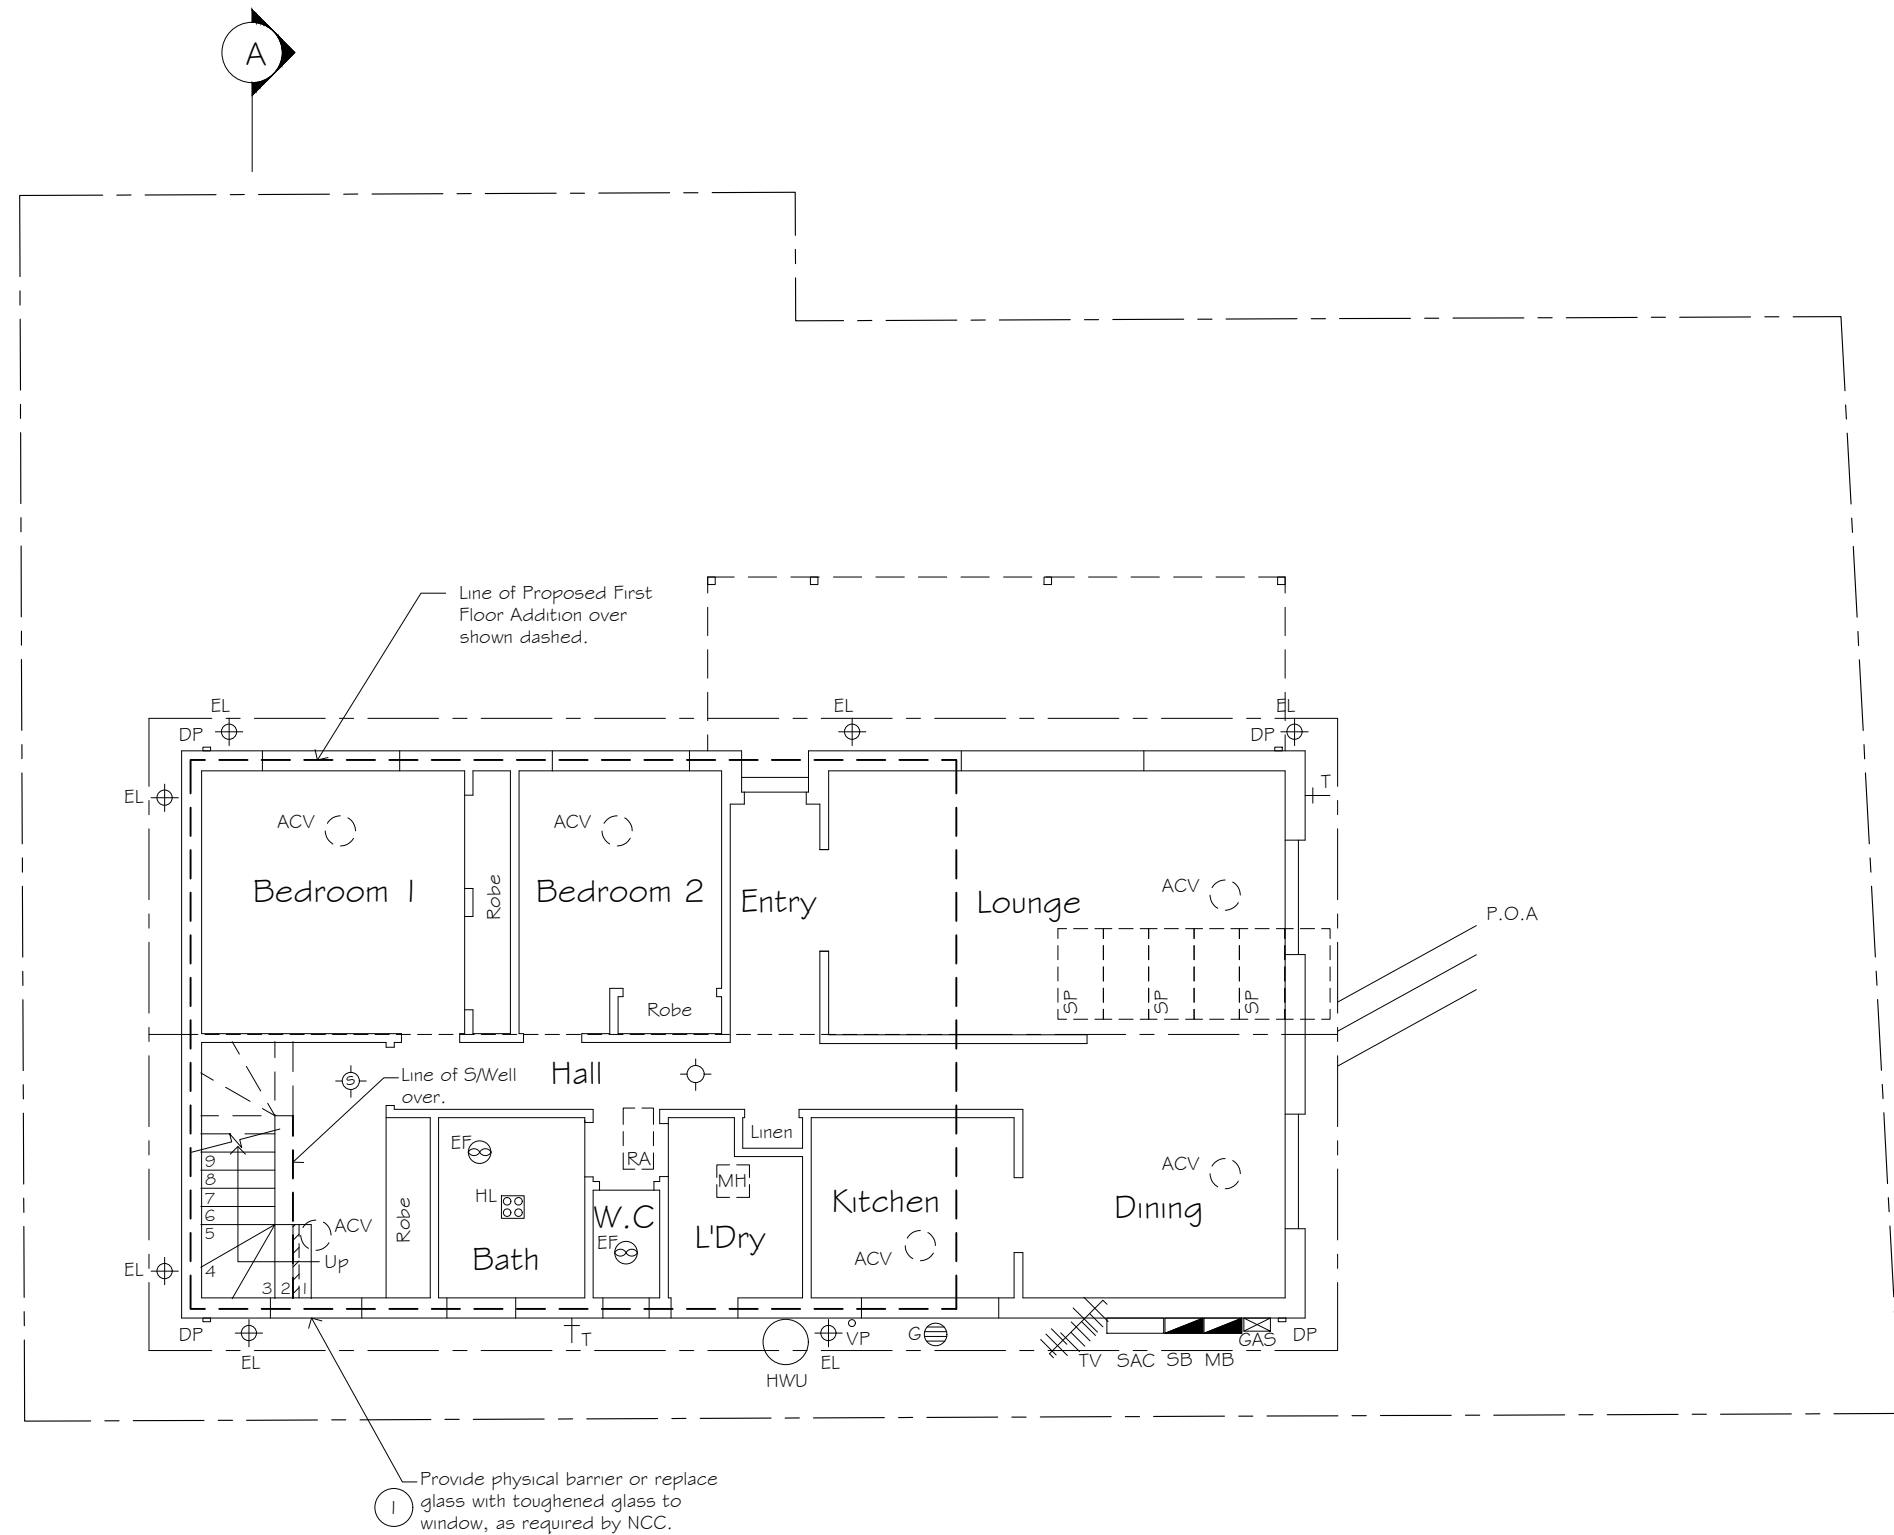 A
Line of Proposed First
Floor Addition over
shown dashed.
EL
EL
EL
DP
DP
EL
T
ACV
ACV
Bedroom 1
Robe
Bedroom 2
Entry
Lounge
ACV
P.O.A
Robe
SP
SP
SP
S
Line of S/Well
over.
Hall
Linen
EF
RA
MH
ACV
9
8
7
6
5
4
3
2
1
HL
Robe
Kitchen
Dining
ACV
Up
W.C
EF
L'Dry
Bath
ACV
EL
DP
EL
T
HWU
EL
VP
G
TV
SAC
SB
MB
GAS
DP
Provide physical barrier or replace
1
glass with toughened glass to
window, as required by NCC.